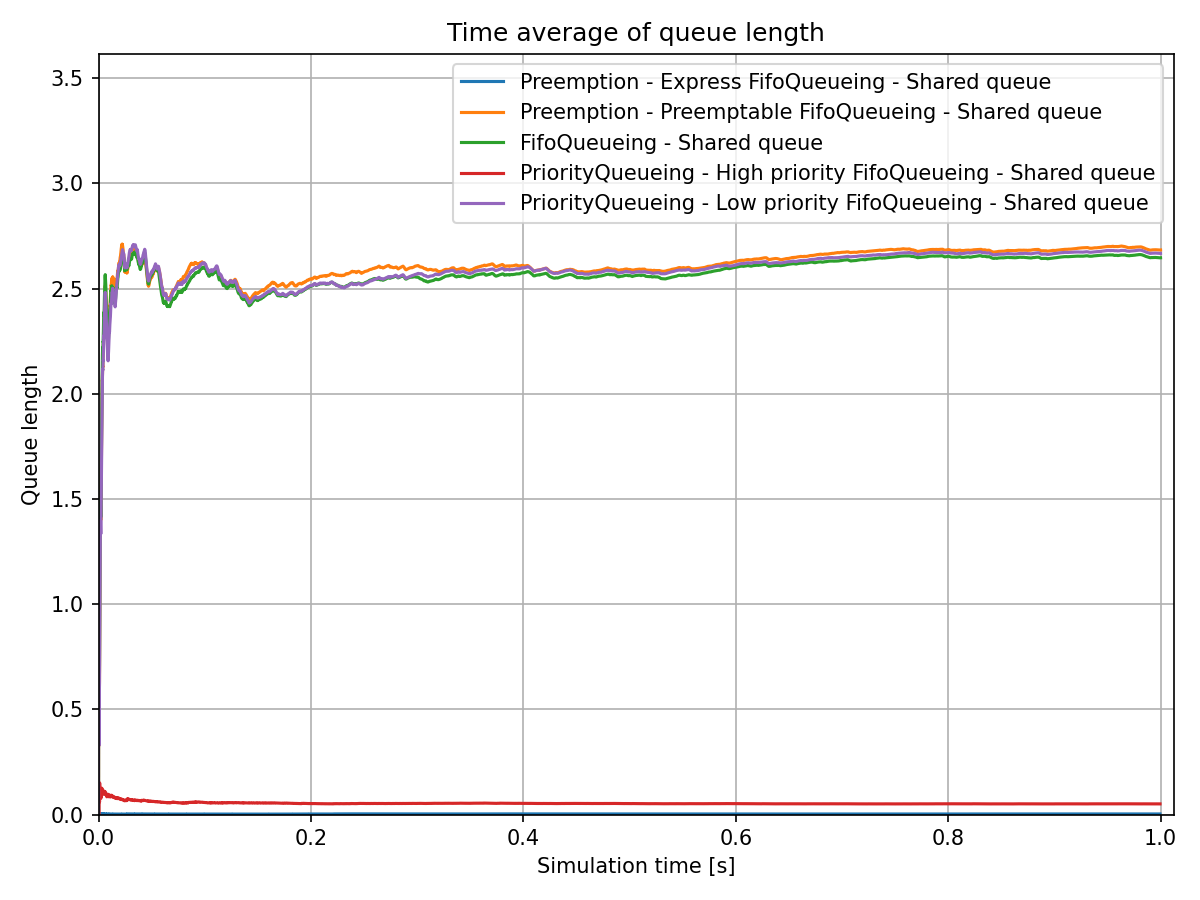 Time average of queue length
Preemption - Express FifoQueueing - Shared queue
Preemption - Preemptable FifoQueueing - Shared queue
FifoQueueing - Shared queue
PriorityQueueing - High priority FifoQueueing - Shared queue
PriorityQueueing - Low priority FifoQueueing - Shared queue
3.5
3.0
2.5
2.0
1.5
1.0
0.5
0.0
Queue length
0.0 0.2 0.4 0.6 0.8 1.0
Simulation time [s]